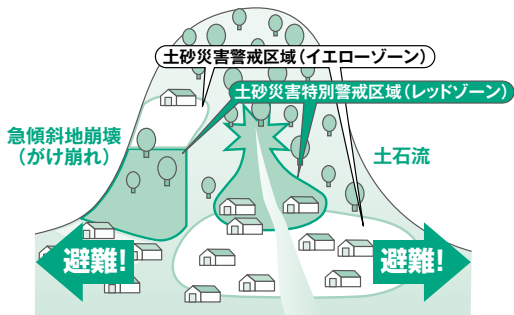 土砂災害警戒区域（イエローゾーン）
土砂災害特別警戒区域（レッドゾーン）
急傾斜地崩壊
（がけ崩れ）
土石流
避難!
避難!